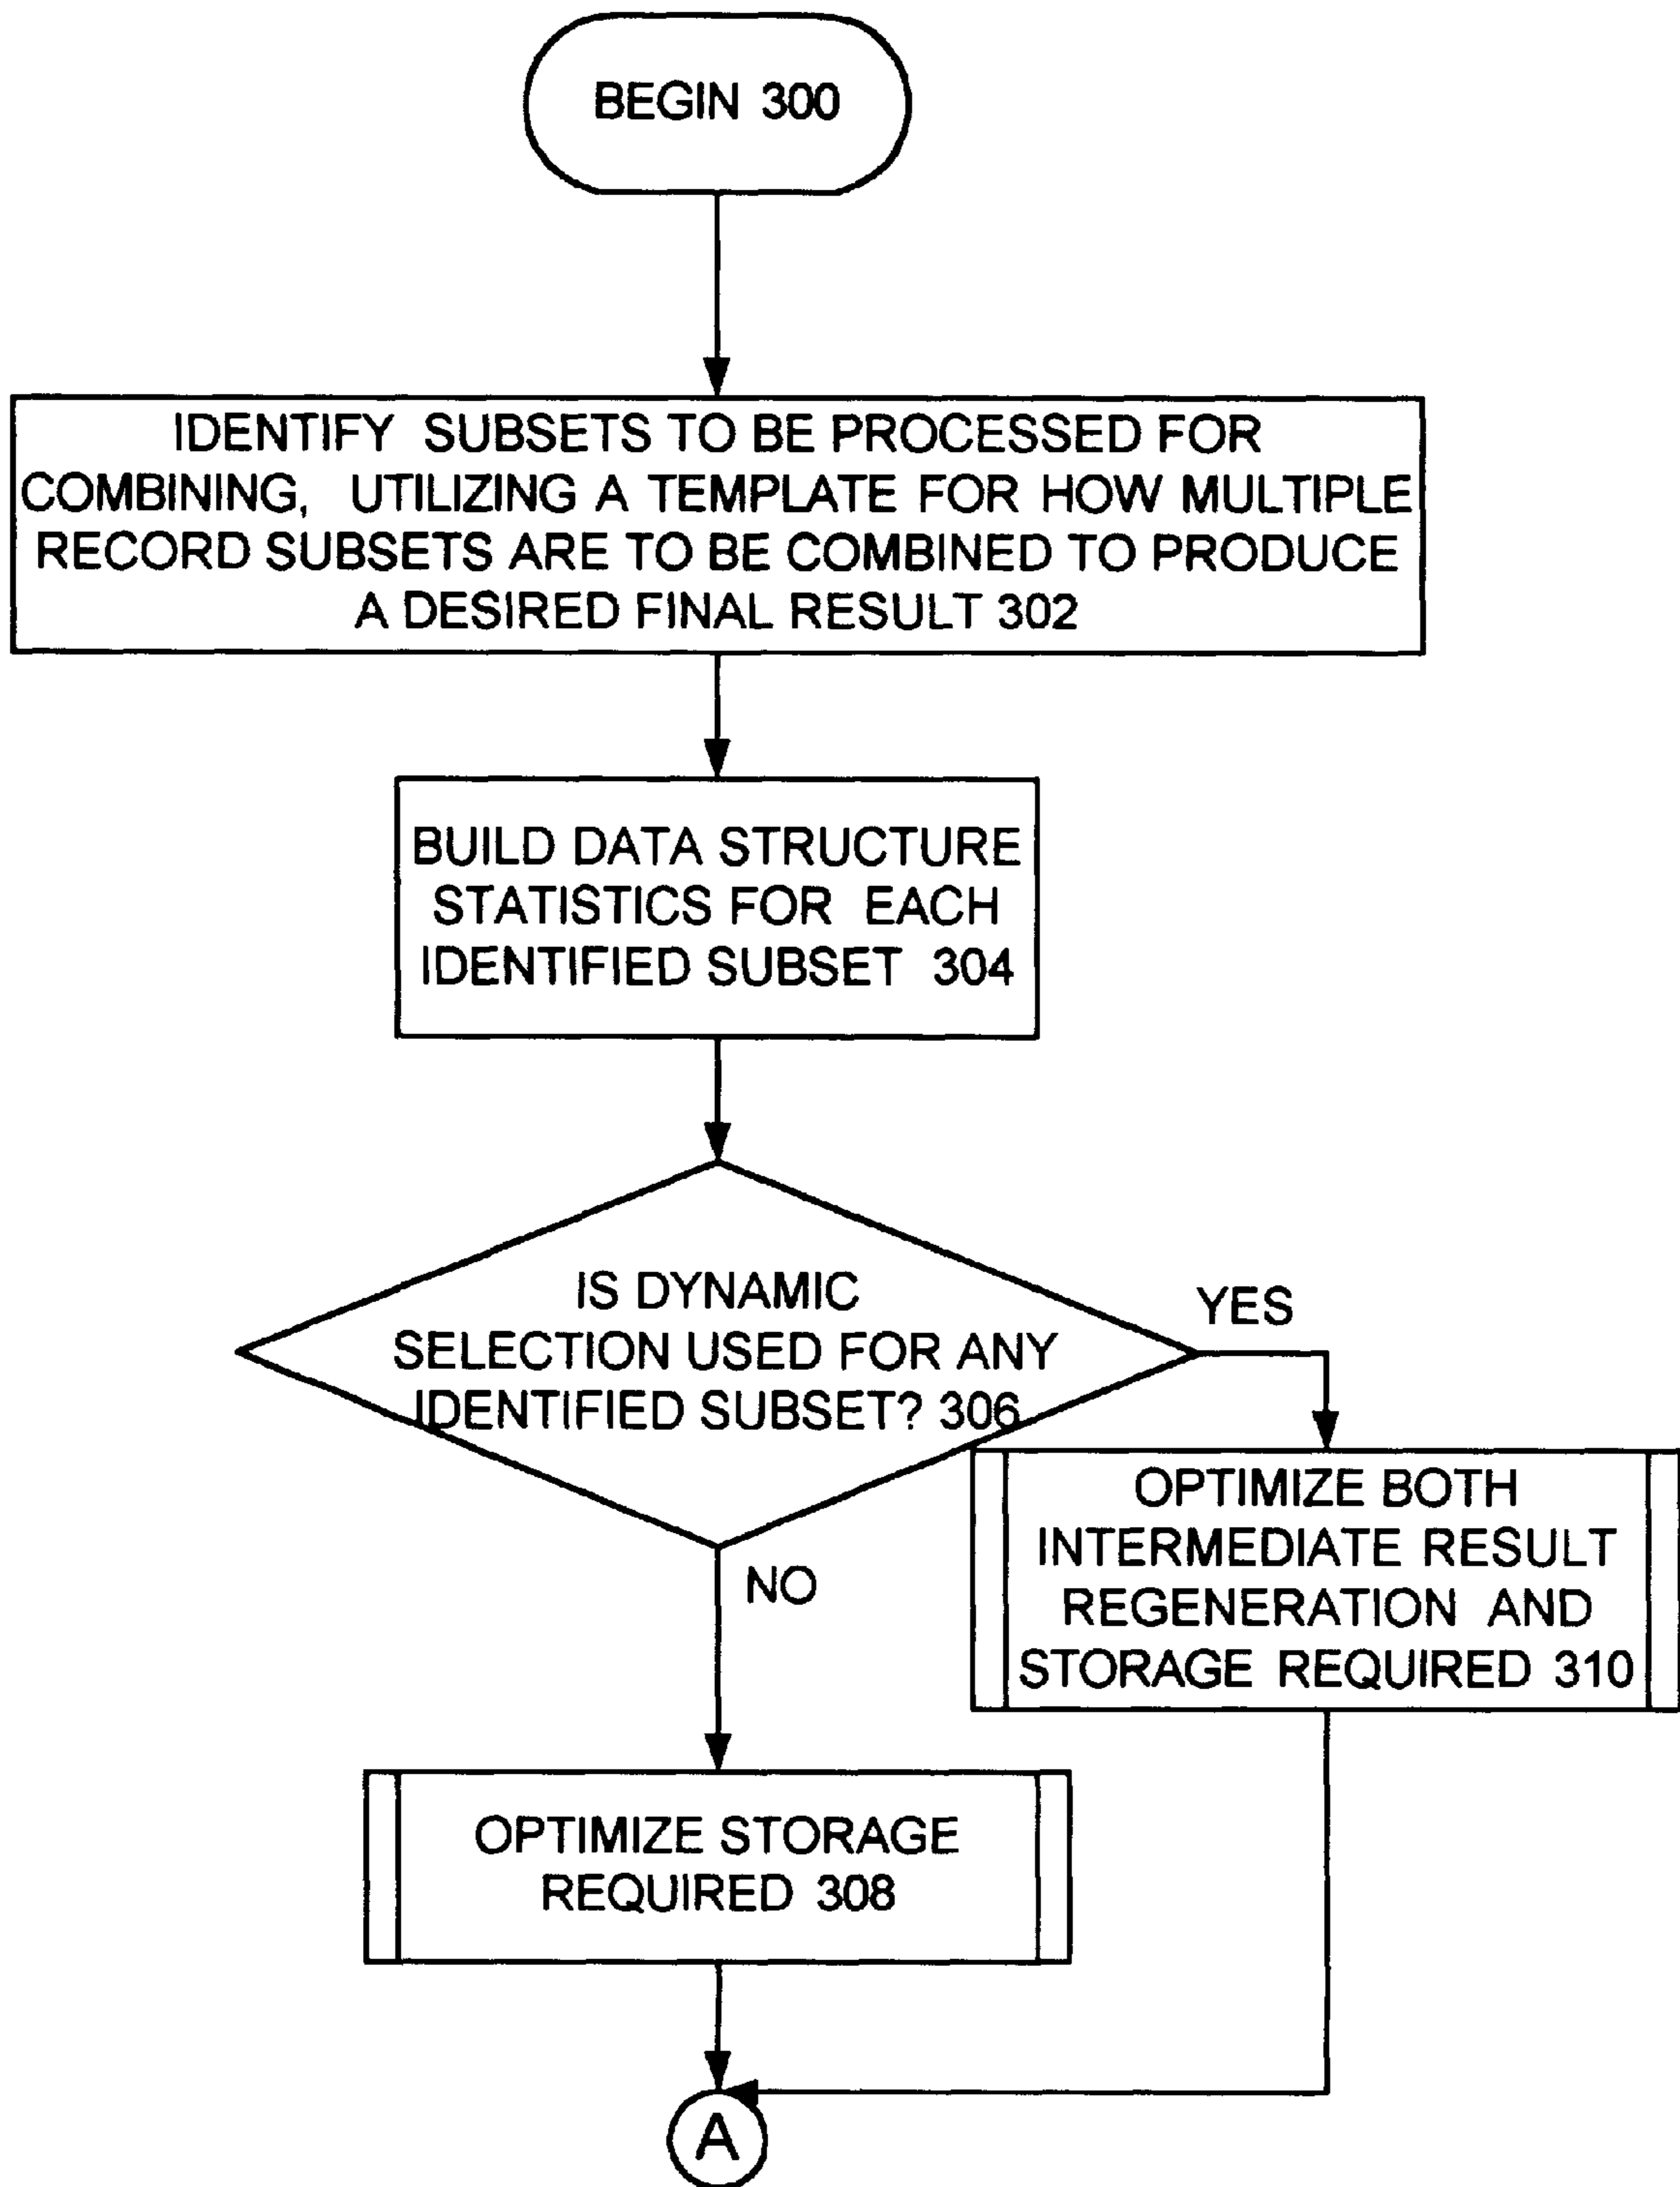 BEGIN 300
IDENTIFY SUBSETS TO BE PROCESSED FOR
COMBINING, UTILIZING A TEMPLATE FOR HOW MULTIPLE
RECORD SUBSETS ARE TO BE COMBINED TO PRODUCE
A DESIRED FINAL RESULT 302
BUILD DATA STRUCTURE
STATISTICS FOR EACH
IDENTIFIED SUBSET 304
IS DYNAMIC
SELECTION USED FOR ANY
IDENTIFIED SUBSET? 306
YES
OPTIMIZE BOTH
INTERMEDIATE RESULT
REGENERATION AND
STORAGE REQUIRED 310
NO
OPTIMIZE STORAGE
REQUIRED 308
A